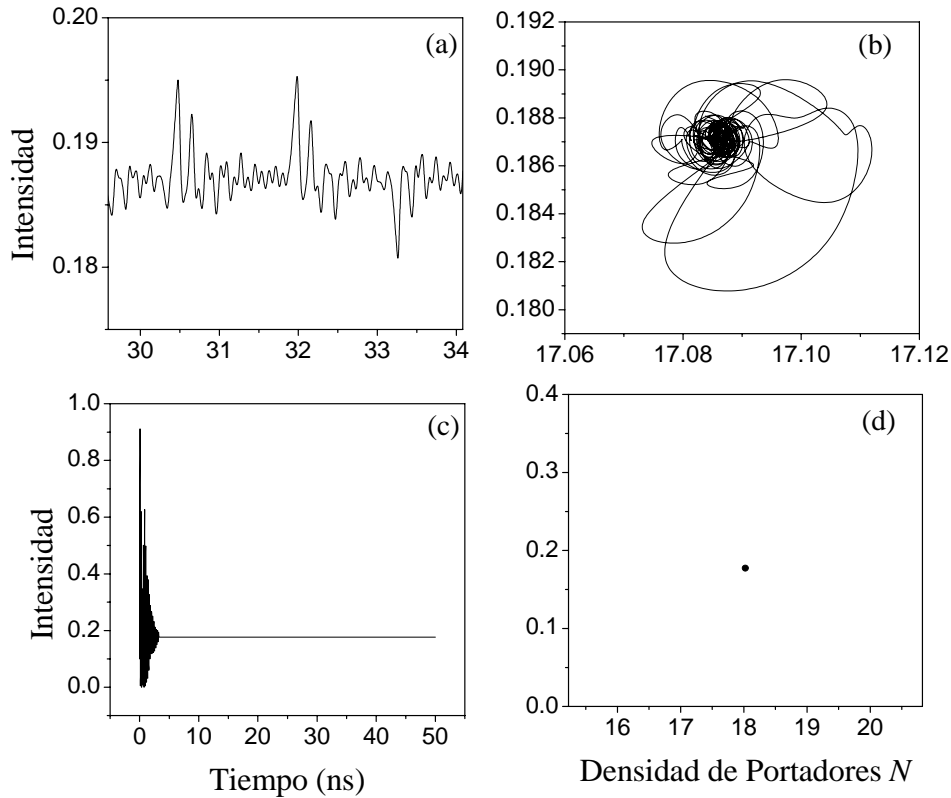 0.20
0.19
0.18
Intensidad
(a)
30 31 32 33 34
0.192
0.190
0.188
0.186
0.184
0.182
0.180
(b)
17.06 17.08 17.10 17.12
1.0
0.8
0.6
0.4
0.2
0.0
Intensidad
(c)
0 10 20 30 40 50
Tiempo (ns)
0.4
0.3
0.2
0.1
0.0
(d)
16 17 18 19 20
Densidad de Portadores N